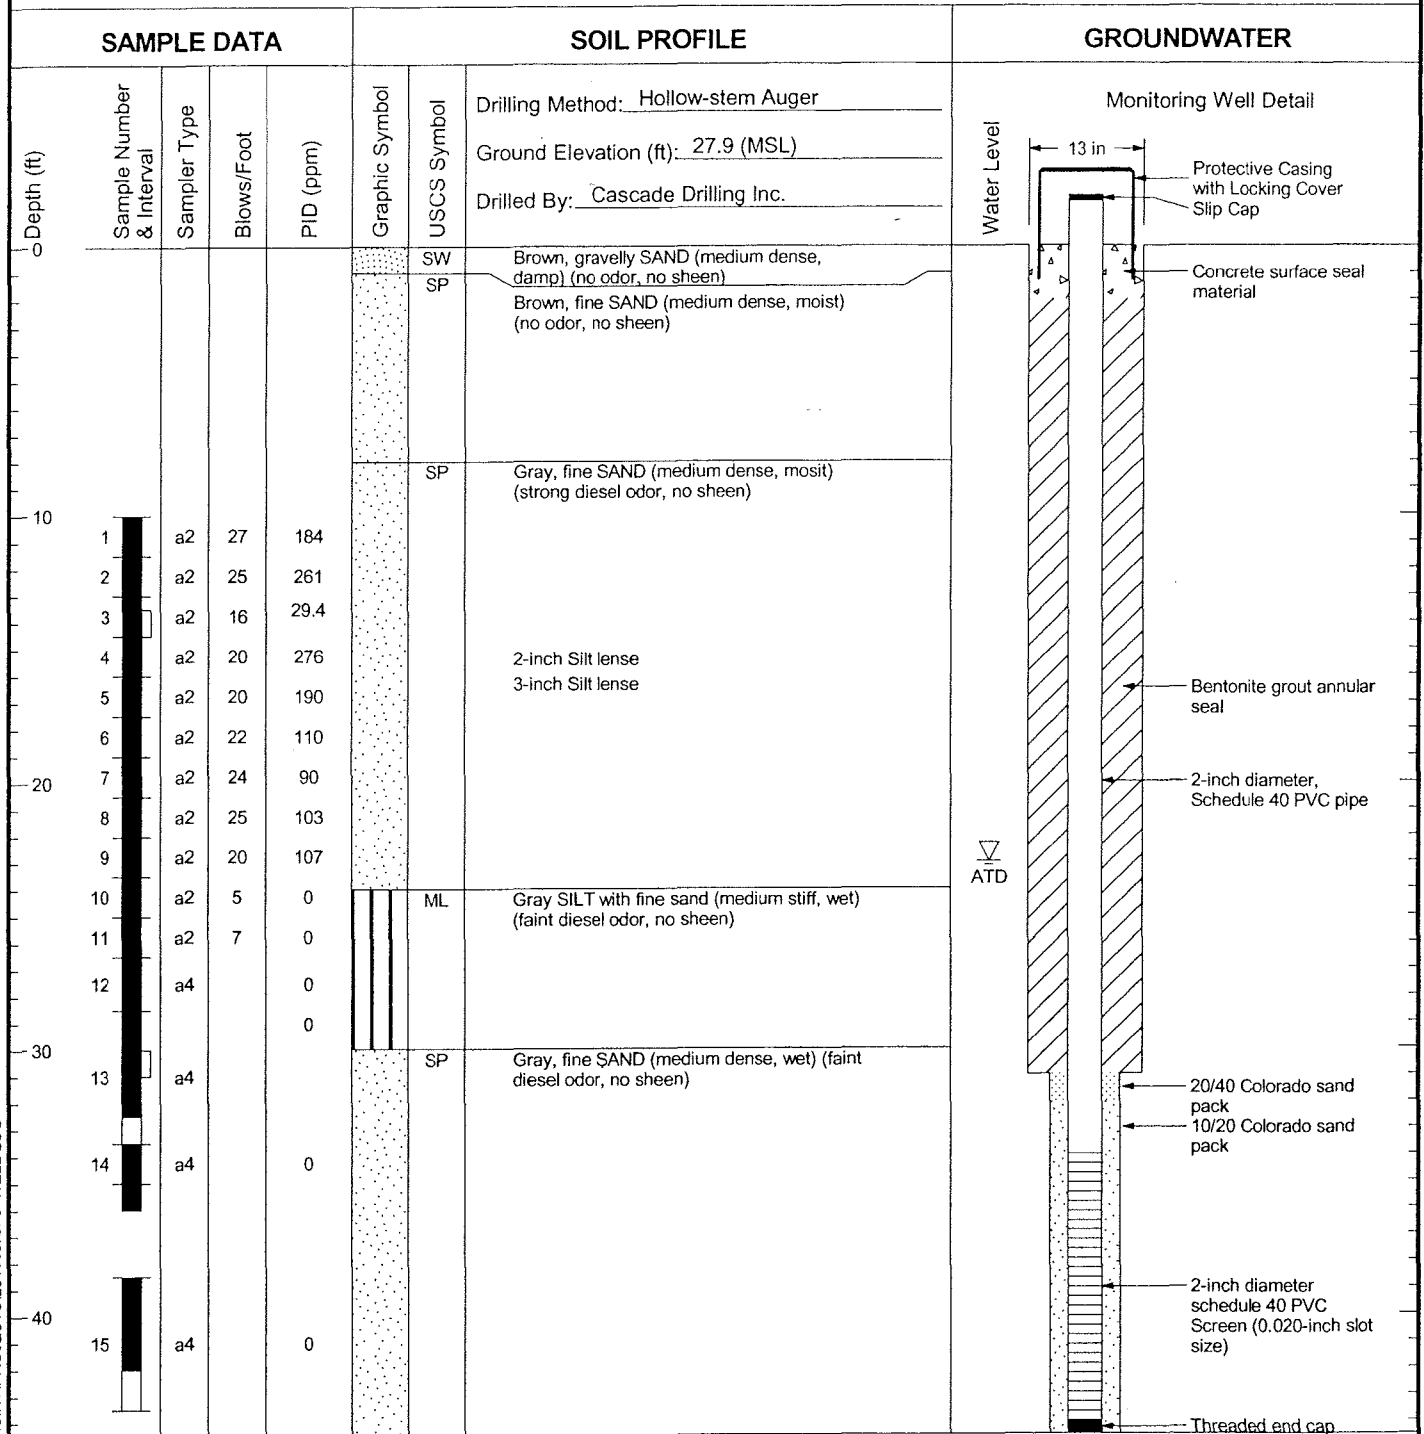 SAMPLE DATA
SOIL PROFILE
GROUNDWATER
Depth (ft)
Sample Number
& Interval
Sampler Type
Blows/Foot
PID (ppm)
Graphic Symbol
USCS Symbol
Drilling Method: Hollow-stem Auger
Ground Elevation (ft): 27.9 (MSL)
Drilled By: Cascade Drilling Inc.
Water Level
Monitoring Well Detail
13 in
Protective Casing
with Locking Cover
Slip Cap
0
SW Brown, gravelly SAND (medium dense,
damp) (no odor, no sheen)
SP
Brown, fine SAND (medium dense, moist)
(no odor, no sheen)
Concrete surface seal
material
SP Gray, fine SAND (medium dense, mosit)
(strong diesel odor, no sheen)
10
1 a2 27 184
2 a2 25 261
3 a2 16 29.4
4 a2 20 276
2-inch Silt lense
3-inch Silt lense
5 a2 20 190
Bentonite grout annular
seal
6 a2 22 110
7 a2 24 90
20
2-inch diameter,
Schedule 40 PVC pipe
8 a2 25 103
9 a2 20 107
ATD
10 a2 5 0
ML Gray SILT with fine sand (medium stiff, wet)
(faint diesel odor, no sheen)
11 a2 7 0
12 a4 0
0
30
SP Gray, fine SAND (medium dense, wet) (faint
diesel odor, no sheen)
13 a4
20/40 Colorado sand
pack
10/20 Colorado sand
pack
14 a4 0
2-inch diameter
schedule 40 PVC
Screen (0.020-inch slot
size)
40
15 a4 0
Threaded end cap